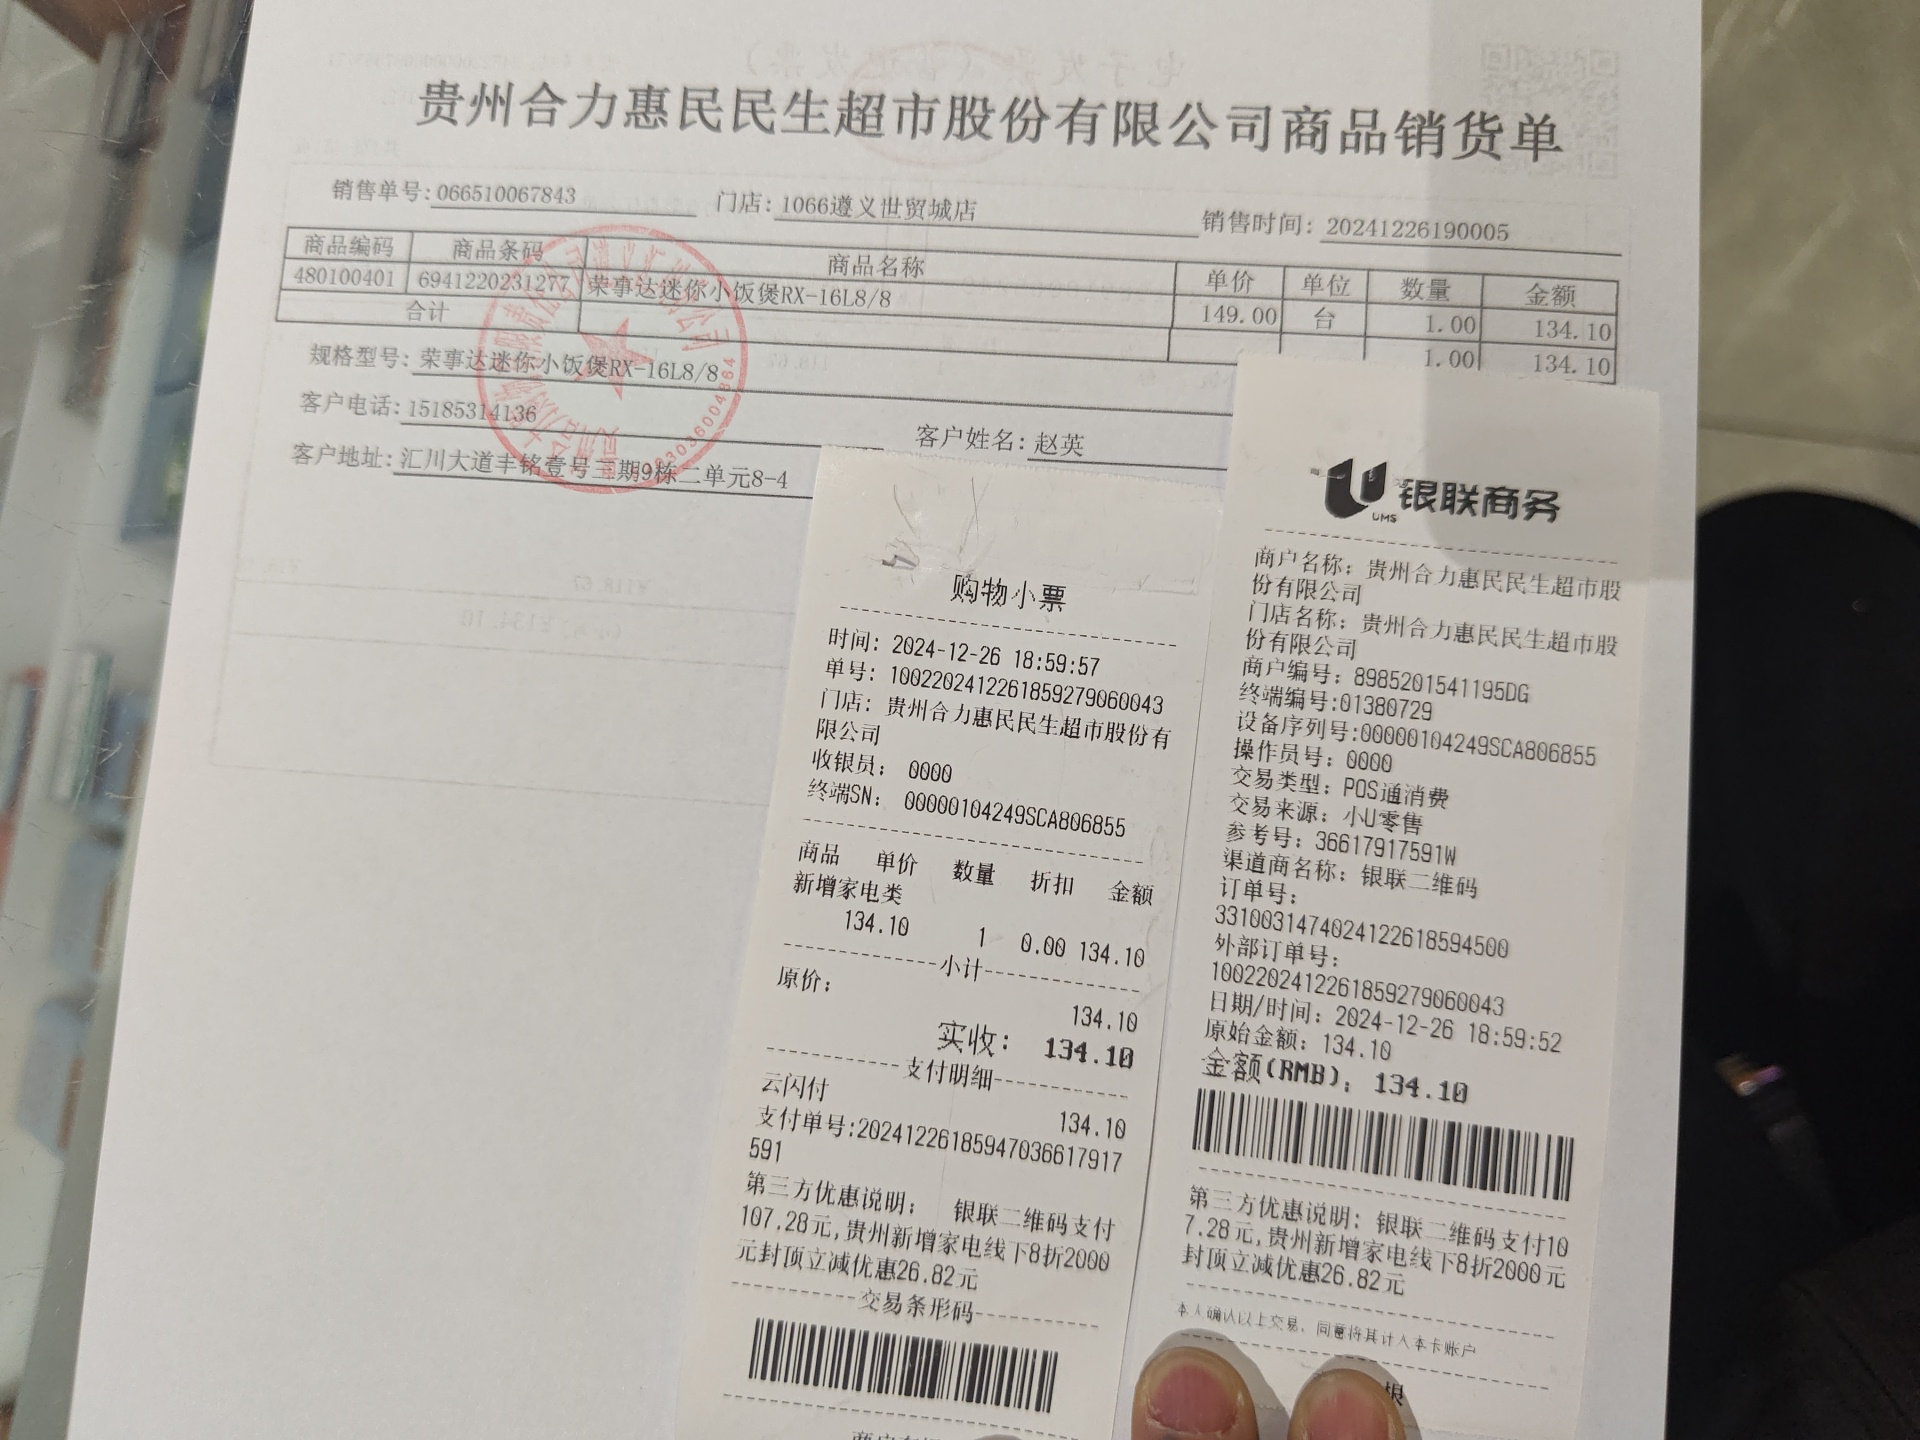 贵州合力惠民民生超市股份有限公司商品销货单
销售单号:066510067843 门店:1066遵义世贸城店 销售时间:20241226190005
商品编码 商品条码 商品名称 单价 单位 数量 金额
480100401 6941220231277 荣事达迷你小饭煲RX-16L8/8 149.00 台 1.00 134.10
合计 1.00 134.10
规格型号:荣事达迷你小饭煲RX-16L8/8
客户电话:15185314136 客户姓名:赵英
客户地址:汇川大道丰铭壹号三期9栋二单元8-4
购物小票
时间: 2024-12-26 18:59:57
单号: 1002202412261859279060043
门店: 贵州合力惠民民生超市股份有
限公司
收银员: 0000
终端SN: 00000104249SCA806855
商品 单价 数量 折扣 金额
新增家电类
134.10 1 0.00 134.10
小计
原价:
134.10
实收: 134.10
支付明细
云闪付
134.10
支付单号:2024122618594703661 7917
591
第三方优惠说明: 银联二维码支付
107.28元,贵州新增家电线下8折2000
元封顶立减优惠26.82元
交易条形码
银联商务
UMS
商户名称: 贵州合力惠民民生超市股
份有限公司
门店名称: 贵州合力惠民民生超市股
份有限公司
商户编号: 8985201541195DG
终端编号:01380729
设备序列号:00000104249SCA806855
操作员号: 0000
交易类型: POS通消费
交易来源: 小U零售
参考号: 36617917591W
渠道商名称: 银联二维码
订单号:
33100314740241226185 94500
外部订单号:
1002202412261859279060043
日期/时间: 2024-12-26 18:59:52
原始金额: 134.10
金额(RMB): 134.10
第三方优惠说明: 银联二维码支付10
7.28元,贵州新增家电线下8折2000元
封顶立减优惠26.82元
本人确认以上交易, 同意将其计入本卡账户